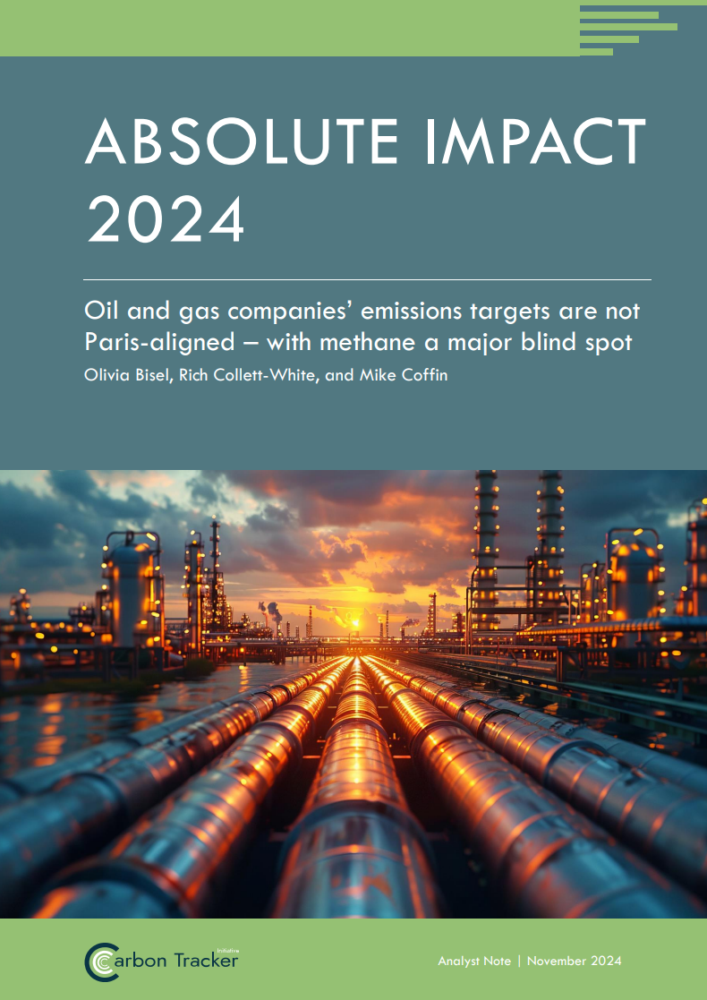 ABSOLUTE IMPACT
2024
Oil and gas companies’ emissions targets are not
Paris-aligned – with methane a major blind spot
Olivia Bisel, Rich Collett-White, and Mike Coffin
Carbon Tracker
Initiative
Analyst Note | November 2024